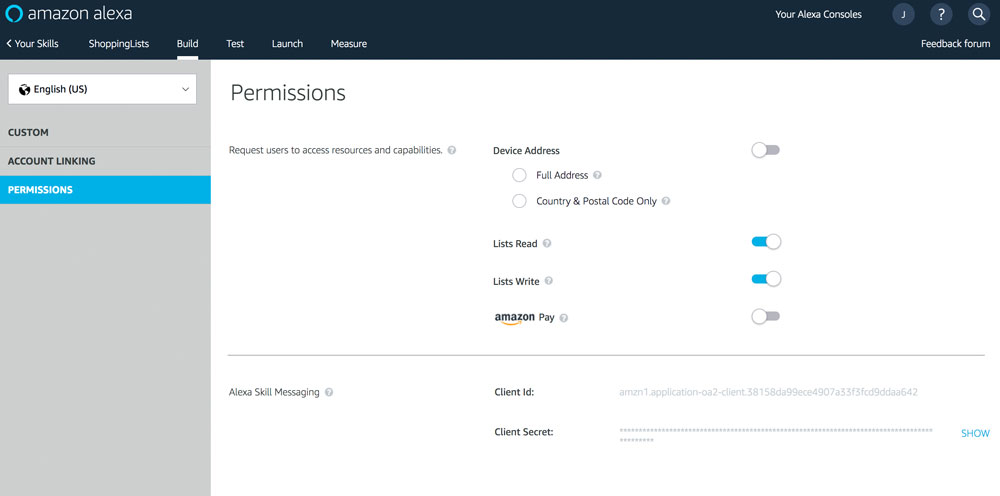 amazon alexa
Your Alexa Consoles
J
?
< Your Skills
ShoppingLists
Build
Test
Launch
Measure
Feedback forum
English (US)
CUSTOM
ACCOUNT LINKING
PERMISSIONS
Permissions
Request users to access resources and capabilities. ?
Device Address
Full Address ?
Country & Postal Code Only ?
Lists Read ?
Lists Write ?
amazon Pay ?
Alexa Skill Messaging ?
Client Id:
amzn1.application-oa2-client.38158da99ece4907a33f3fcd9ddaa642
Client Secret:
SHOW